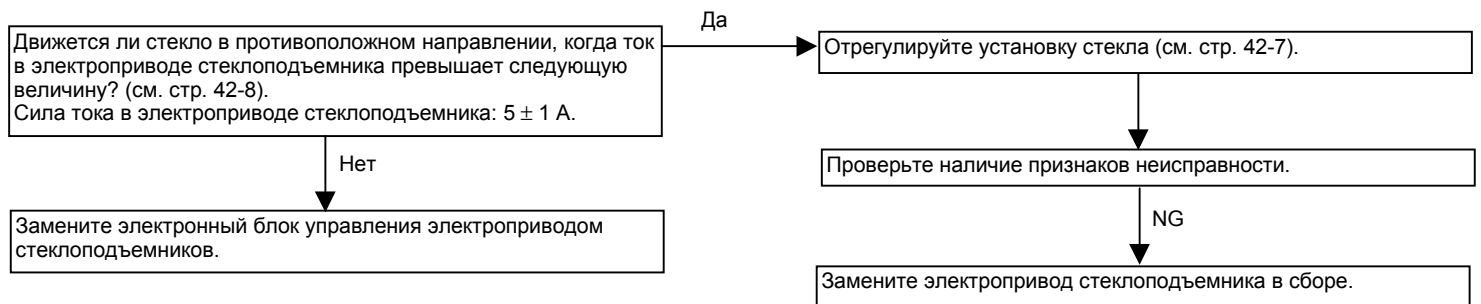 Движется ли стекло в противоположном направлении, когда ток
в электроприводе стеклоподъемника превышает следующую
величину? (см. стр. 42-8).
Сила тока в электроприводе стеклоподъемника: 5 ± 1 А.
Да
Отрегулируйте установку стекла (см. стр. 42-7).
Нет
Проверьте наличие признаков неисправности.
Замените электронный блок управления электроприводом
стеклоподъемников.
NG
Замените электропривод стеклоподъемника в сборе.